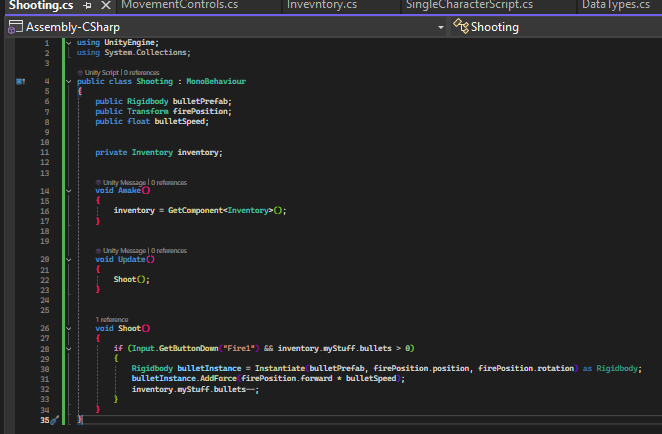 Shooting.cs MovementControls.cs Invevntory.cs SingleCharacterScript.cs DataTypes.cs
Assembly-CSharp Shooting
1 using UnityEngine;
2 using System.Collections;
3
Unity Script | 0 references
4 public class Shooting : MonoBehaviour
5 {
6 public Rigidbody bulletPrefab;
7 public Transform firePosition;
8 public float bulletSpeed;
9
10
11 private Inventory inventory;
12
13
Unity Message | 0 references
14 void Awake()
15 {
16 inventory = GetComponent<Inventory>();
17 }
18
19
Unity Message | 0 references
20 void Update()
21 {
22 Shoot();
23 }
24
25
1 reference
26 void Shoot()
27 {
28 if (Input.GetButtonDown("Fire1") && inventory.myStuff.bullets > 0)
29 {
30 Rigidbody bulletInstance = Instantiate(bulletPrefab, firePosition.position, firePosition.rotation) as Rigidbody;
31 bulletInstance.AddForce(firePosition.forward * bulletSpeed);
32 inventory.myStuff.bullets--;
33 }
34 }
35 }